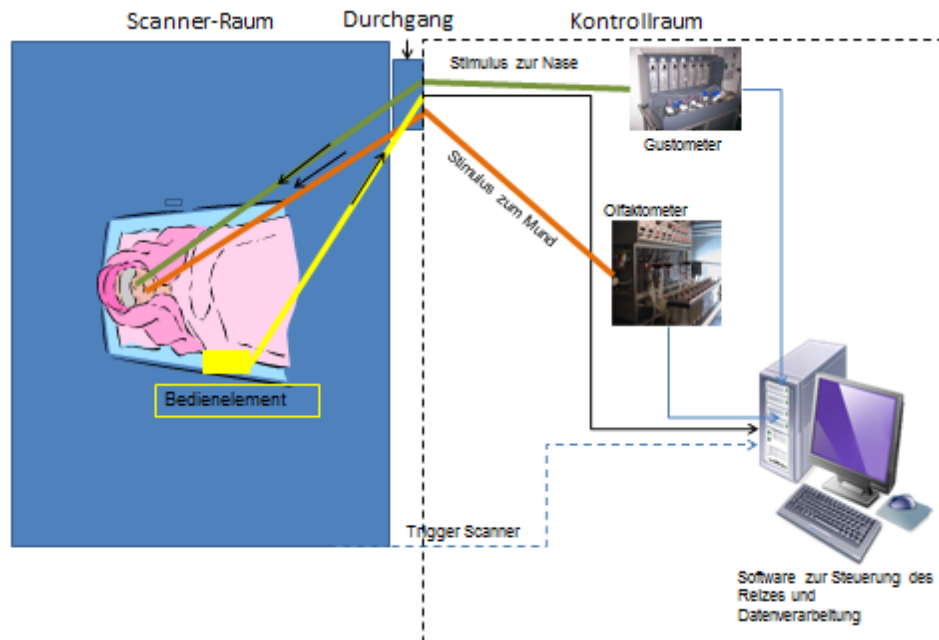 Scanner-Raum
Durchgang
Kontrollraum
Stimulus zur Nase
Gustometer
Stimulus zum Mund
Olfaktometer
Bedienelement
Trigger Scanner
Software zur Steuerung des
Reizes und
Datenverarbeitung